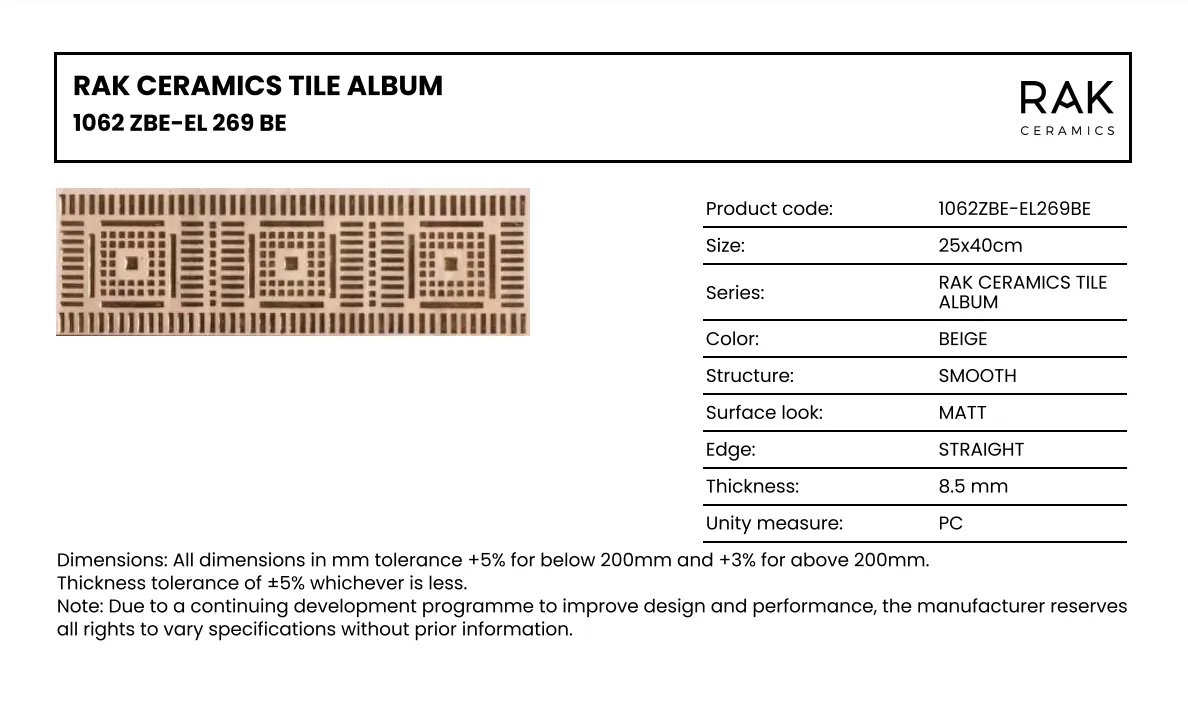 RAK CERAMICS TILE ALBUM
1062 ZBE-EL 269 BE
RAK
CERAMICS
Product code: 1062ZBE-EL269BE
Size: 25x40cm
Series: RAK CERAMICS TILE
ALBUM
Color: BEIGE
Structure: SMOOTH
Surface look: MATT
Edge: STRAIGHT
Thickness: 8.5 mm
Unity measure: PC
Dimensions: All dimensions in mm tolerance +5% for below 200mm and +3% for above 200mm.
Thickness tolerance of ±5% whichever is less.
Note: Due to a continuing development programme to improve design and performance, the manufacturer reserves
all rights to vary specifications without prior information.